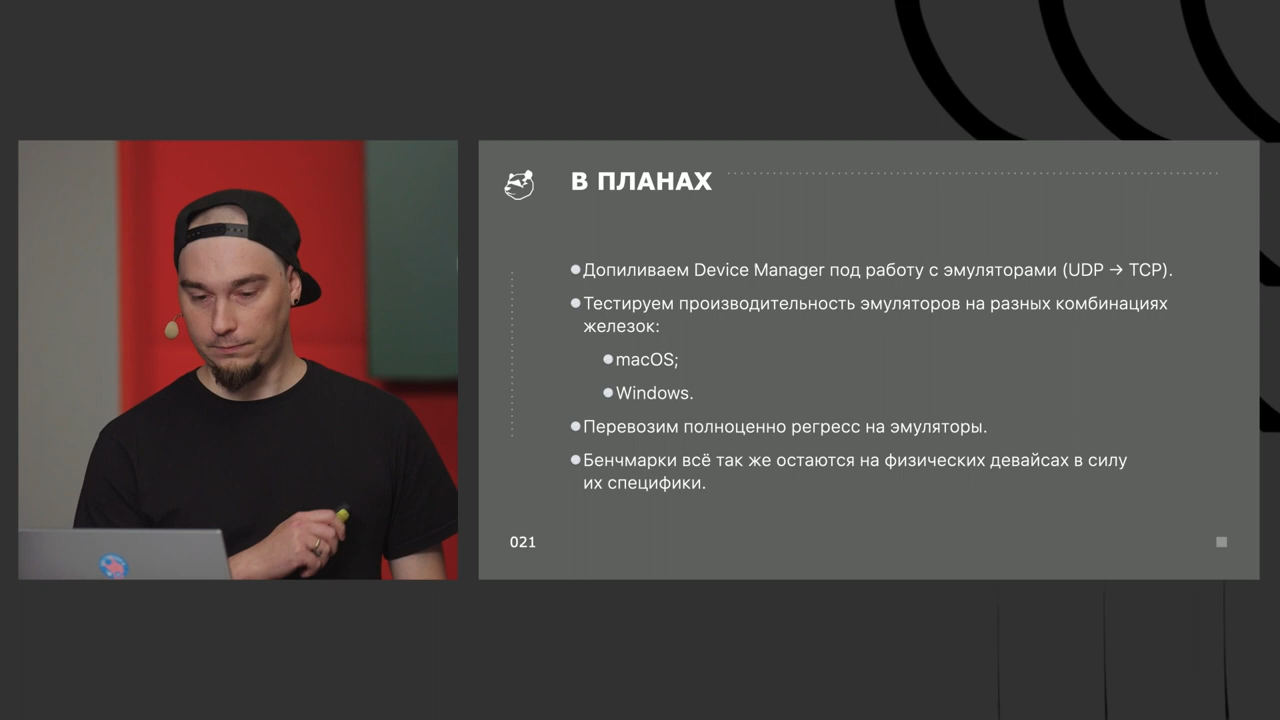 В ПЛАНАХ
Допиливаем Device Manager под работу с эмуляторами (UDP → TCP).
Тестируем производительность эмуляторов на разных комбинациях
железок:
macOS;
Windows.
Перевозим полноценно регресс на эмуляторы.
Бенчмарки всё так же остаются на физических девайсах в силу
их специфики.
021